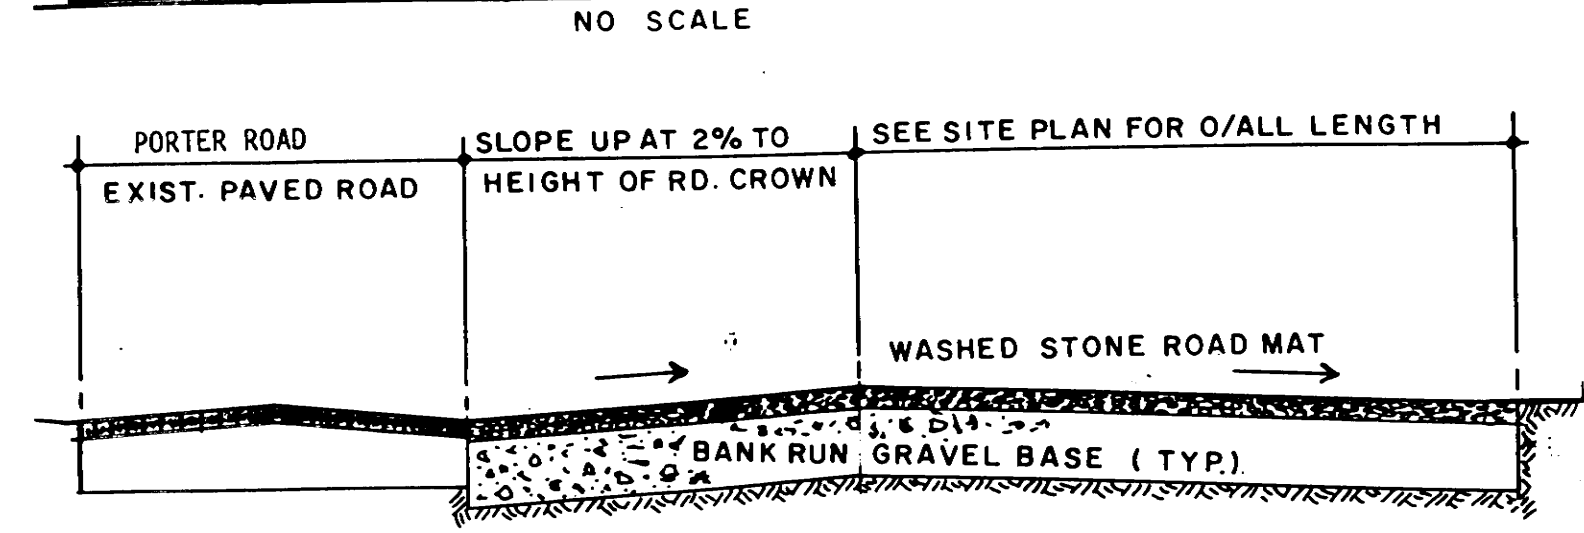 NO SCALE
PORTER ROAD
EXIST. PAVED ROAD
SLOPE UP AT 2% TO
HEIGHT OF RD. CROWN
SEE SITE PLAN FOR O/ALL LENGTH
WASHED STONE ROAD MAT
BANK RUN GRAVEL BASE ( TYP.)